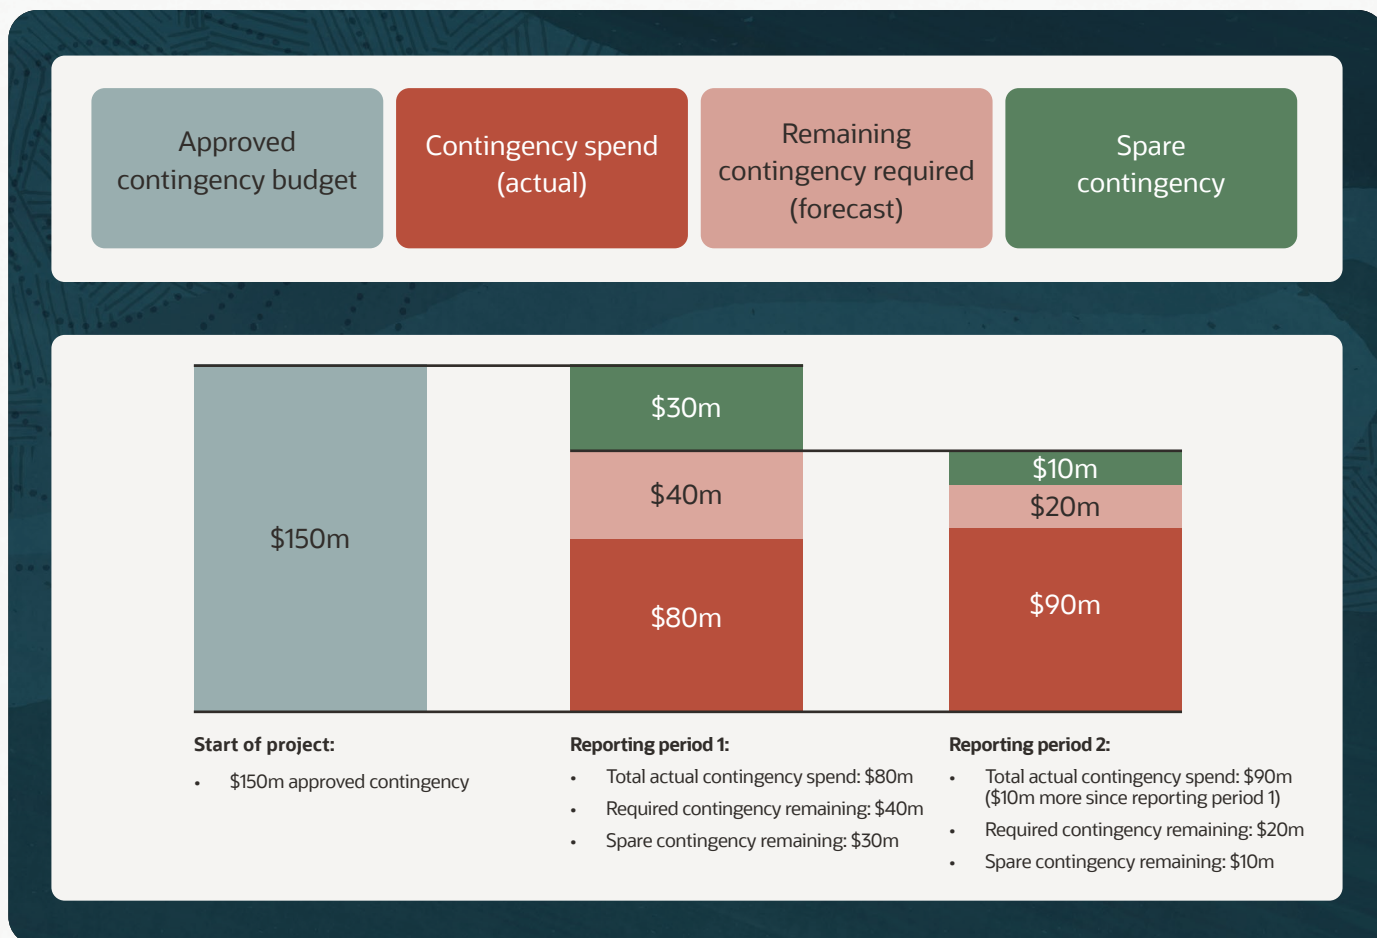 Approved
contingency budget
Contingency spend
(actual)
Remaining
contingency required
(forecast)
Spare
contingency
$150m
$30m
$40m
$80m
$10m
$20m
$90m
Start of project:
• $150m approved contingency
Reporting period 1:
• Total actual contingency spend: $80m
• Required contingency remaining: $40m
• Spare contingency remaining: $30m
Reporting period 2:
• Total actual contingency spend: $90m
($10m more since reporting period 1)
• Required contingency remaining: $20m
• Spare contingency remaining: $10m